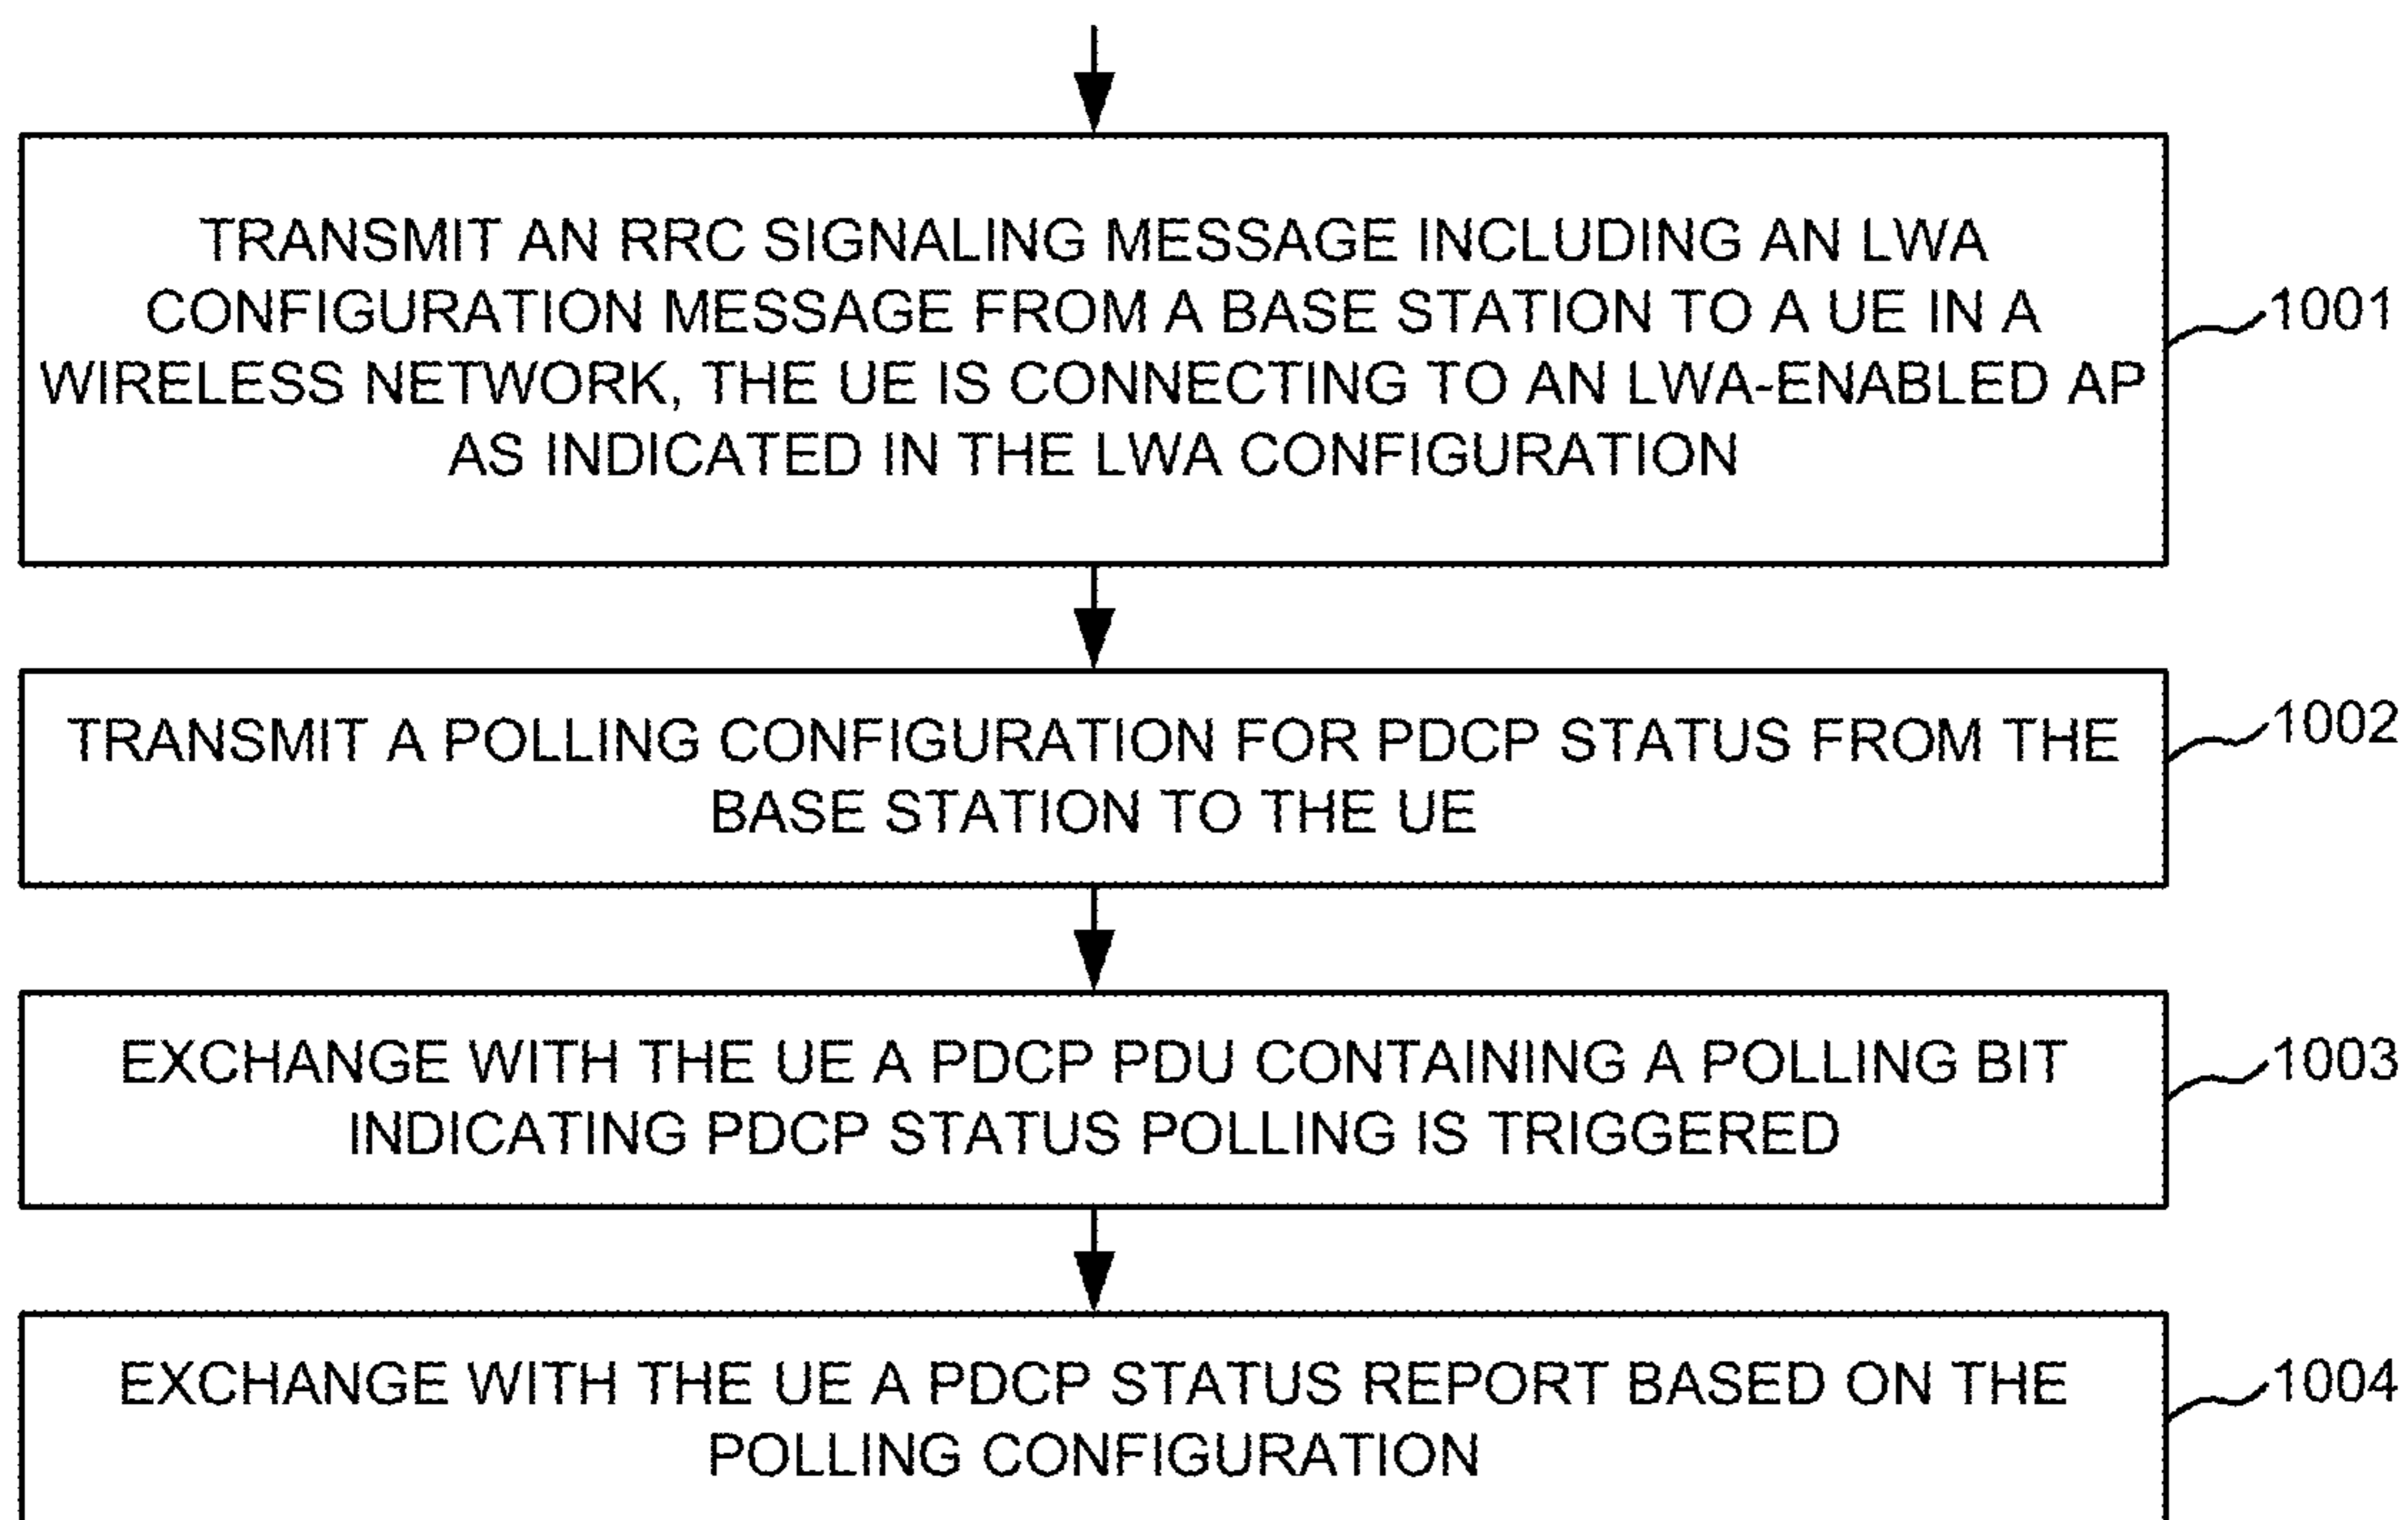 TRANSMIT AN RRC SIGNALING MESSAGE INCLUDING AN LWA
CONFIGURATION MESSAGE FROM A BASE STATION TO A UE IN A
WIRELESS NETWORK, THE UE IS CONNECTING TO AN LWA-ENABLED AP
AS INDICATED IN THE LWA CONFIGURATION
1001
TRANSMIT A POLLING CONFIGURATION FOR PDCP STATUS FROM THE
BASE STATION TO THE UE
1002
EXCHANGE WITH THE UE A PDCP PDU CONTAINING A POLLING BIT
INDICATING PDCP STATUS POLLING IS TRIGGERED
1003
EXCHANGE WITH THE UE A PDCP STATUS REPORT BASED ON THE
POLLING CONFIGURATION
1004